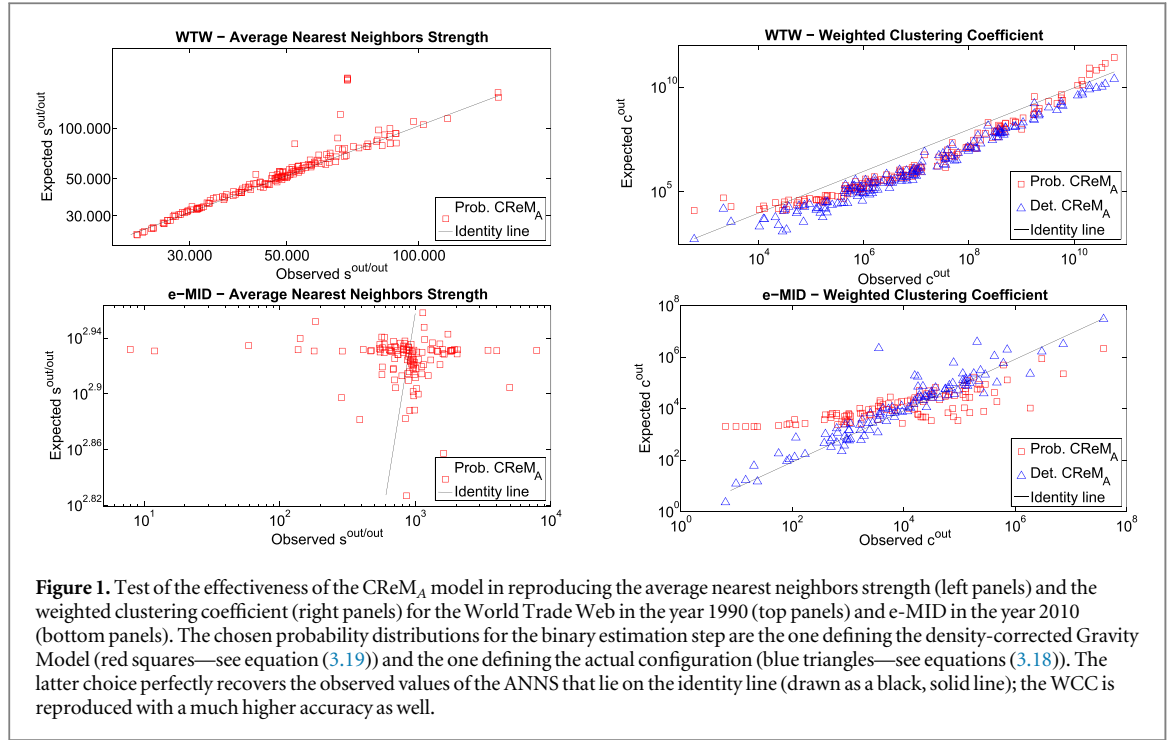 WTW − Average Nearest Neighbors Strength
Expected s^out/out
100.000
50.000
30.000
Prob. CReM_A
Identity line
30.000 50.000 100.000
Observed s^out/out
WTW − Weighted Clustering Coefficient
Expected c^out
10^10
10^5
Prob. CReM_A
Det. CReM_A
Identity line
10^4 10^6 10^8 10^10
Observed c^out
e−MID − Average Nearest Neighbors Strength
Expected s^out/out
10^2.94
10^2.9
10^2.86
10^2.82
Prob. CReM_A
Identity line
10^1 10^2 10^3 10^4
Observed s^out/out
e−MID − Weighted Clustering Coefficient
Expected c^out
10^8
10^6
10^4
10^2
10^0
Prob. CReM_A
Det. CReM_A
Identity line
10^0 10^2 10^4 10^6 10^8
Observed c^out
Figure 1. Test of the effectiveness of the CReM_A model in reproducing the average nearest neighbors strength (left panels) and the
weighted clustering coefficient (right panels) for the World Trade Web in the year 1990 (top panels) and e-MID in the year 2010
(bottom panels). The chosen probability distributions for the binary estimation step are the one defining the density-corrected Gravity
Model (red squares—see equation (3.19)) and the one defining the actual configuration (blue triangles—see equations (3.18)). The
latter choice perfectly recovers the observed values of the ANNS that lie on the identity line (drawn as a black, solid line); the WCC is
reproduced with a much higher accuracy as well.